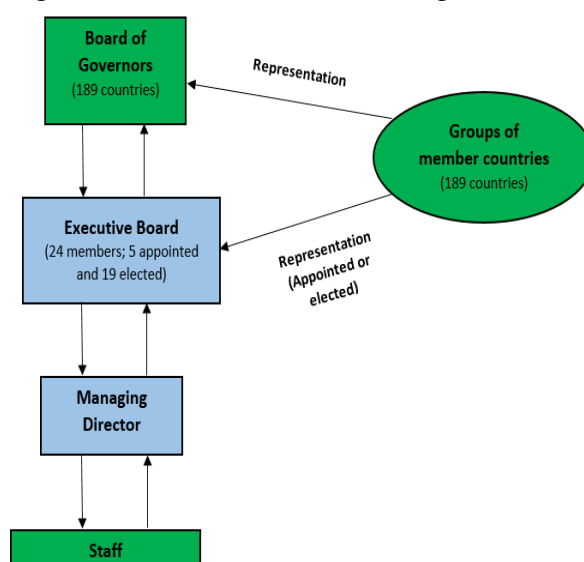 Board of
Governors
(189 countries)
Representation
Groups of
member countries
(189 countries)
Executive Board
(24 members; 5 appointed
and 19 elected)
Representation
(Appointed or
elected)
Managing
Director
Staff